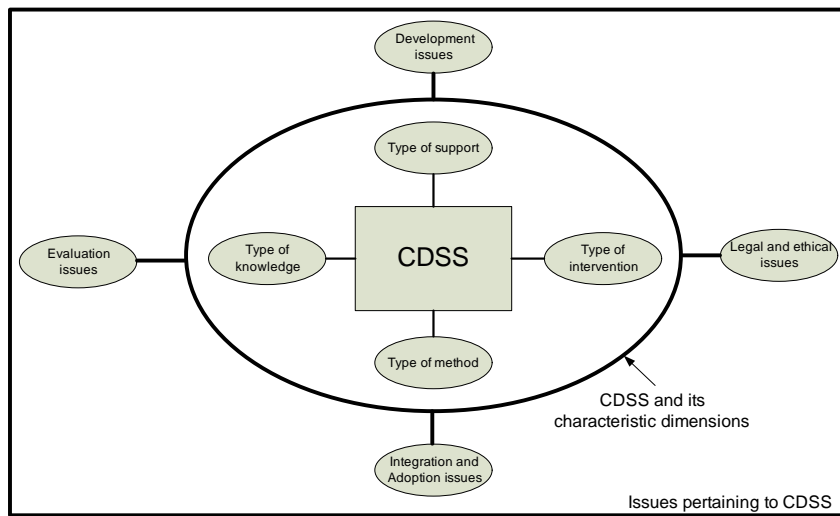 Development
issues
Type of support
Evaluation
issues
Type of
knowledge
CDSS
Type of
intervention
Legal and ethical
issues
Type of method
CDSS and its
characteristic dimensions
Integration and
Adoption issues
Issues pertaining to CDSS